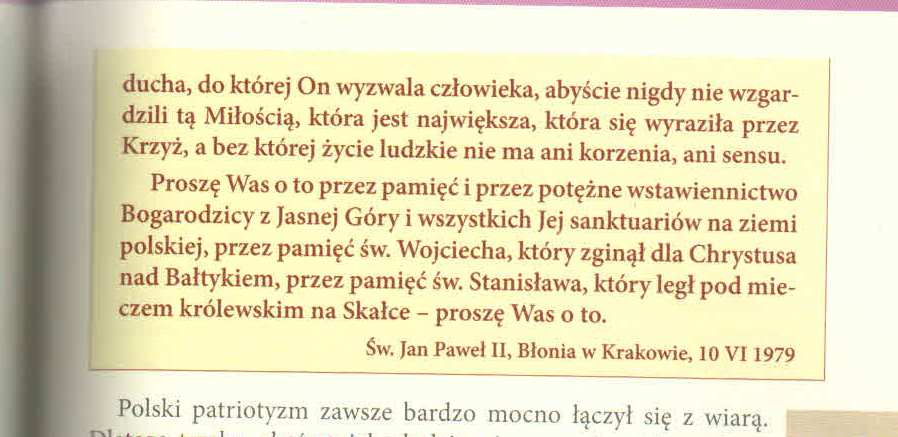 ducha, do której On wyzwala człowieka, abyście nigdy nie wzgar-
dzili tą Miłością, która jest największa, która się wyraziła przez
Krzyż, a bez której życie ludzkie nie ma ani korzenia, ani sensu.
Proszę Was o to przez pamięć i przez potężne wstawiennictwo
Bogarodzicy z Jasnej Góry i wszystkich Jej sanktuariów na ziemi
polskiej, przez pamięć św. Wojciecha, który zginął dla Chrystusa
nad Bałtykiem, przez pamięć św. Stanisława, który legł pod mie-
czem królewskim na Skałce – proszę Was o to.
Św. Jan Paweł II, Błonia w Krakowie, 10 VI 1979
Polski patriotyzm zawsze bardzo mocno łączył się z wiarą.